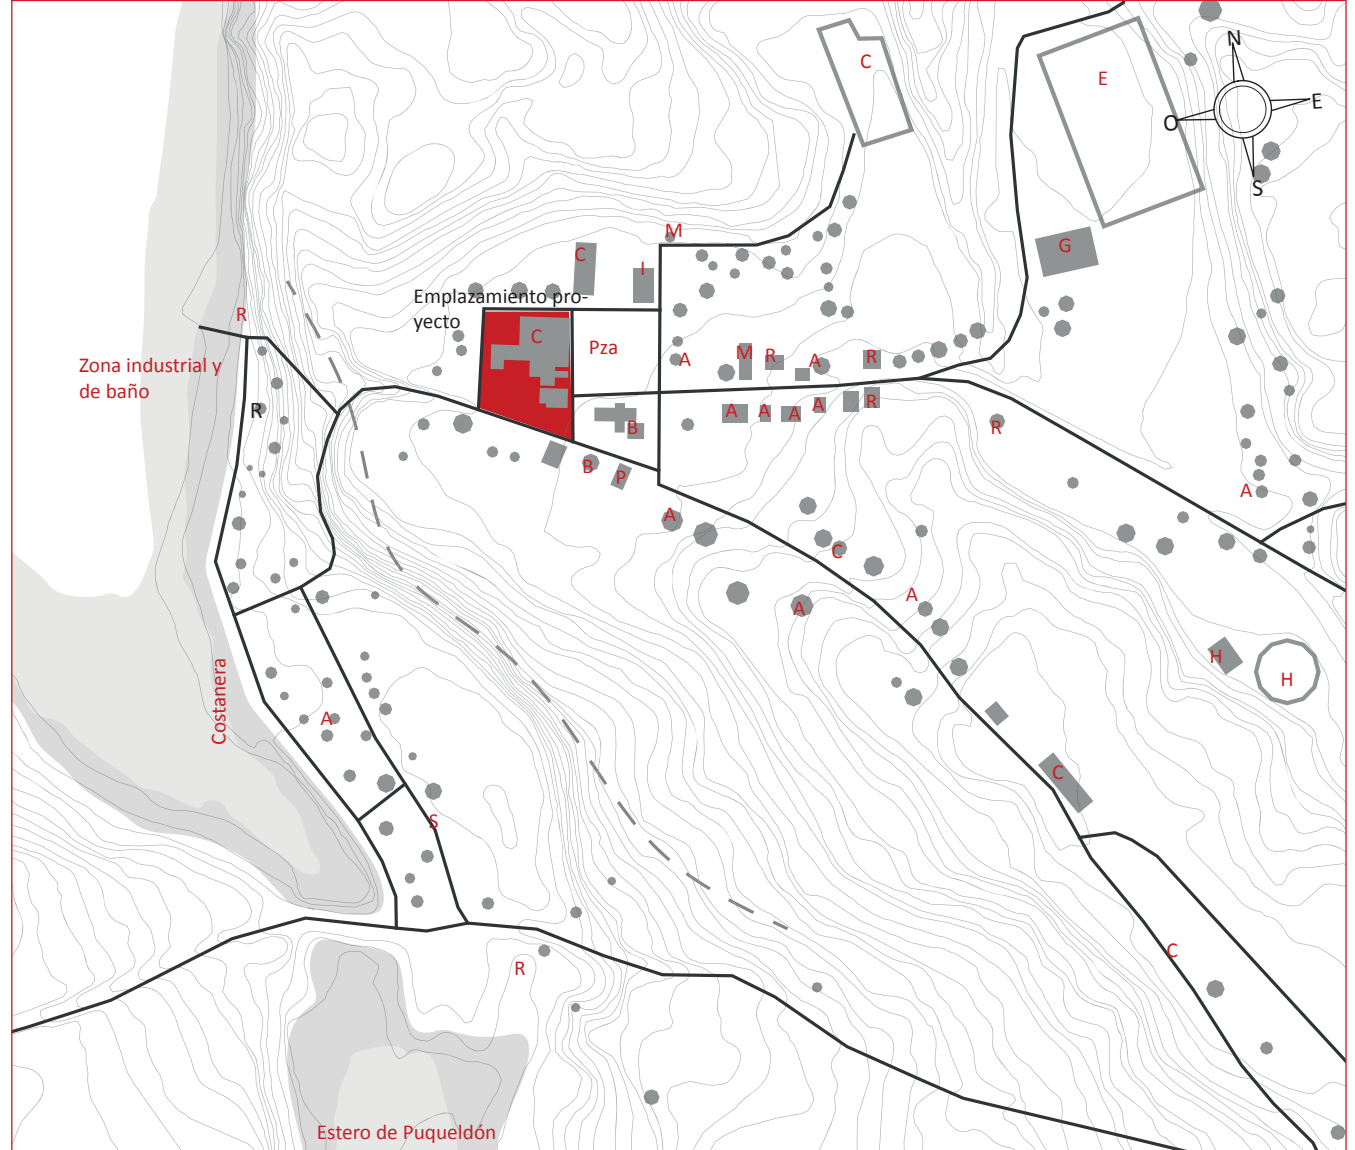 N
C
E
E
O
S
M
C
G
I
Emplazamiento pro-
yecto
R
C
Pza
Zona industrial y
de baño
A
M
R
A
R
R
A
A
A
A
R
B
R
B
P
A
A
C
A
A
H
H
Costanera
A
C
S
C
R
Estero de Puqueldón